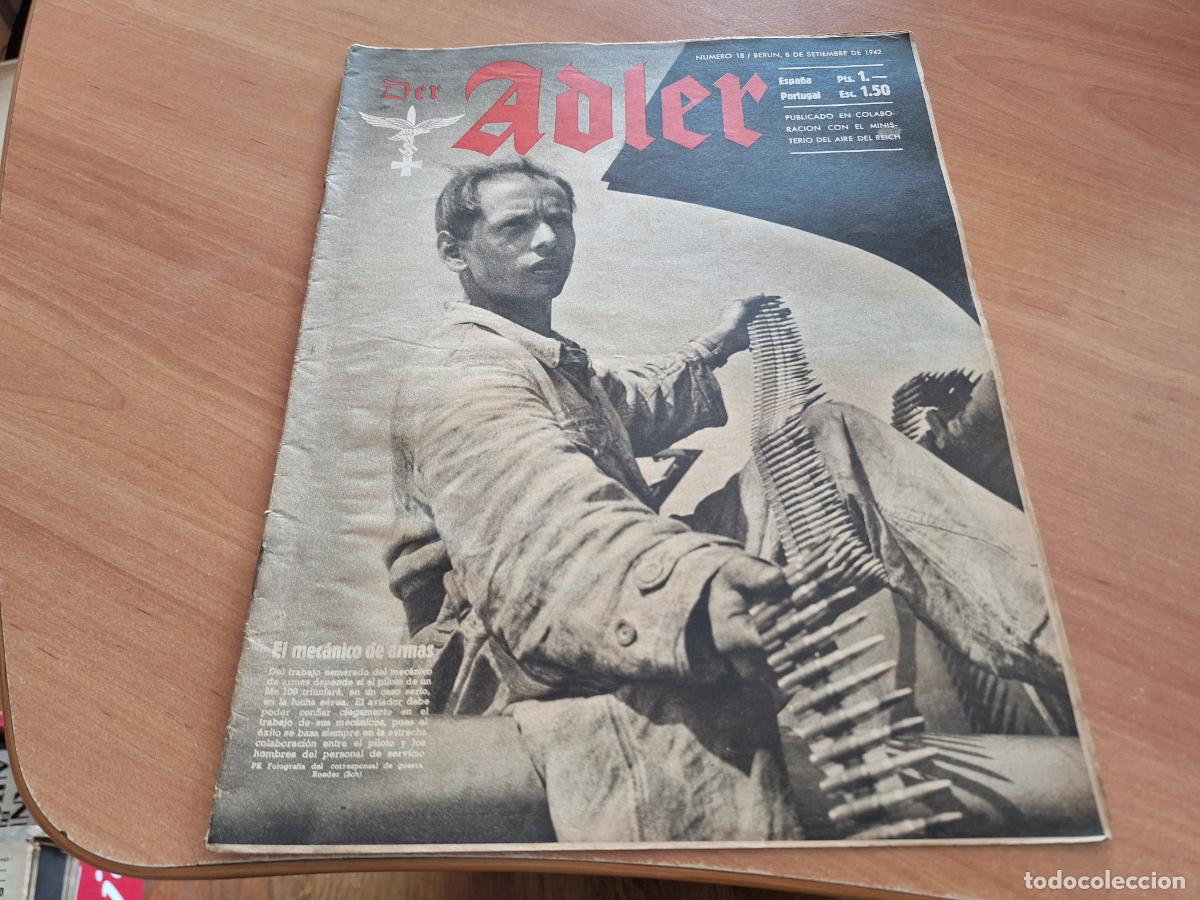 NUMERO 18 / BERLIN, 8 DE SETIEMBRE DE 1942
Der Adler
España Pts. 1.—
Portugal Esc. 1.50
PUBLICADO EN COLABO-
RACION CON EL MINIS-
TERIO DEL AIRE DEL REICH
El mecánico de armas
Del trabajo esmerado del mecánico
de armas depende si el piloto de un
Me 109 triunfará, en un caso serio,
en la lucha aérea. El aviador debe
poder confiar ciegamente en el
trabajo de sus mecánicos, pues el
éxito se basa siempre en la estrecha
colaboración entre el piloto y los
hombres del personal de servicio
PK Fotografía del corresponsal de guerra
Roeder (Sch)
todocoleccion